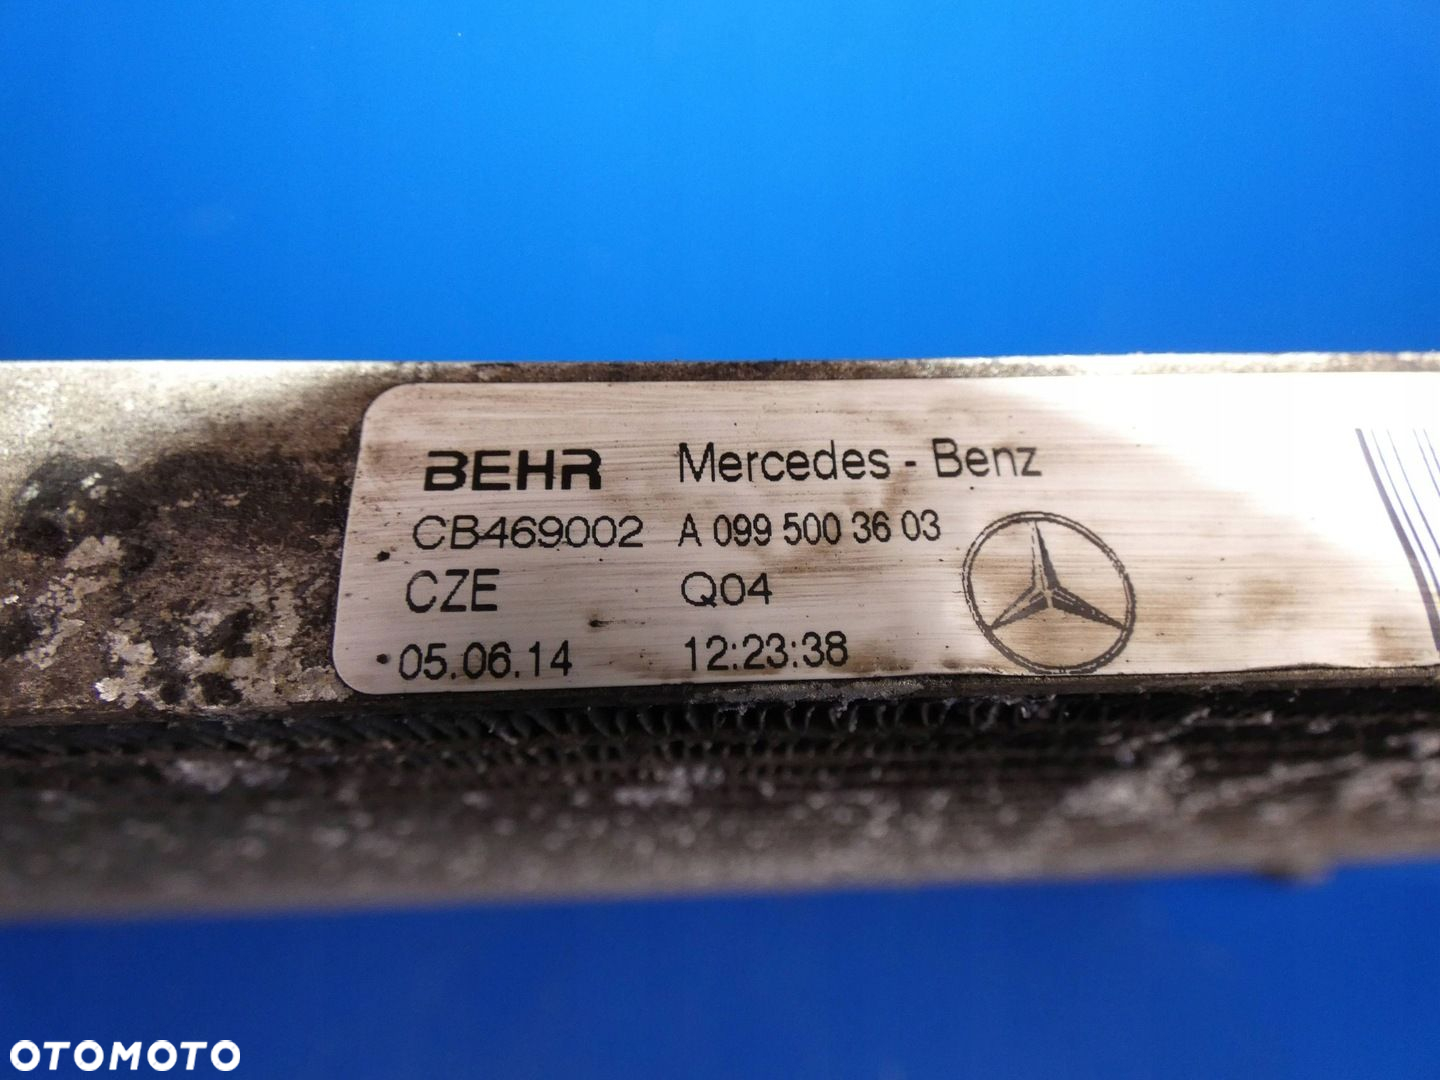 BEHR Mercedes - Benz
CB469002 A 099 500 36 03
CZE Q04
05.06.14 12:23:38
OTOMOTO